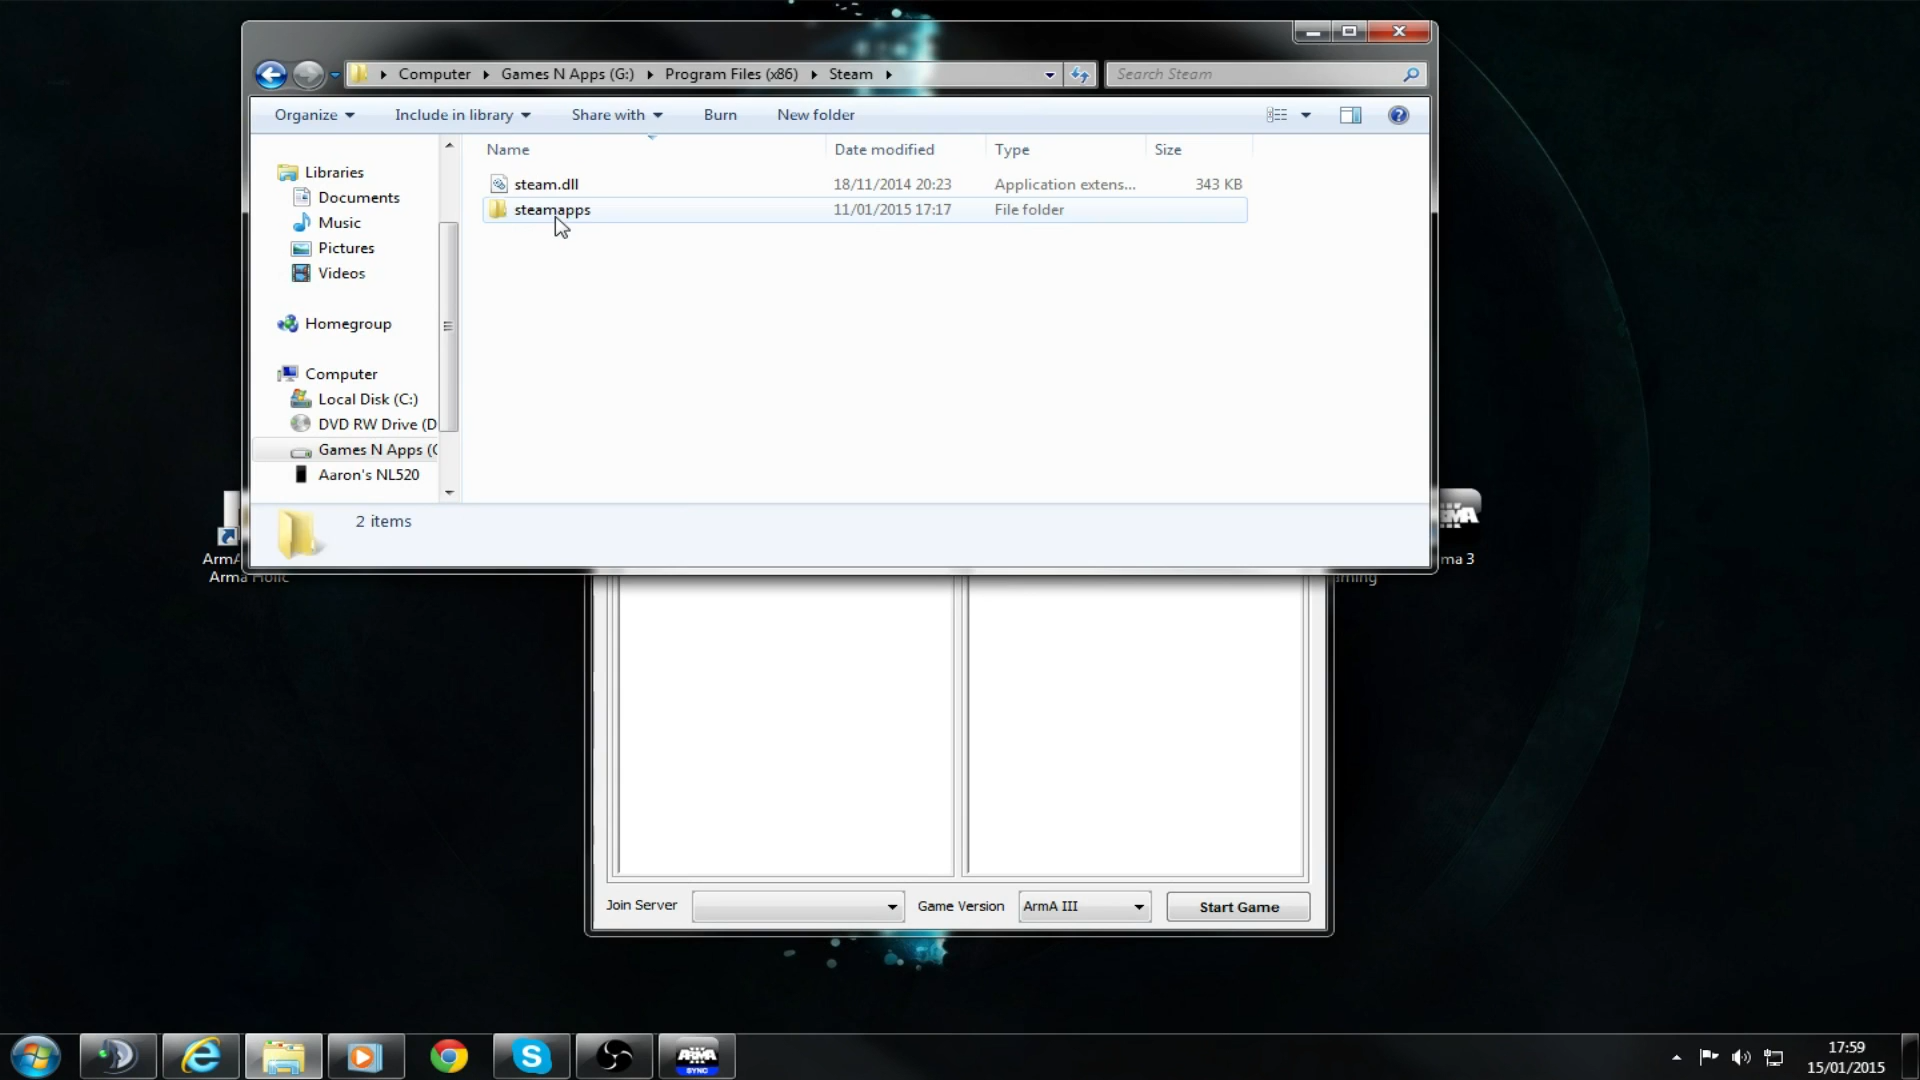 Computer Games N Apps (G:) Program Files (x86) Steam
Search Steam
Organize Include in library Share with Burn New folder
Name Date modified Type Size
steam.dll 18/11/2014 20:23 Application extens... 343 KB
steamapps 11/01/2015 17:17 File folder
Libraries
Documents
Music
Pictures
Videos
Homegroup
Computer
Local Disk (C:)
DVD RW Drive (D
Games N Apps (
Aaron's NL520
2 items
ArmA
Arma Holic
ma 3
Join Server Game Version ArmA III Start Game
ARMA
SYNC
17:59
15/01/2015